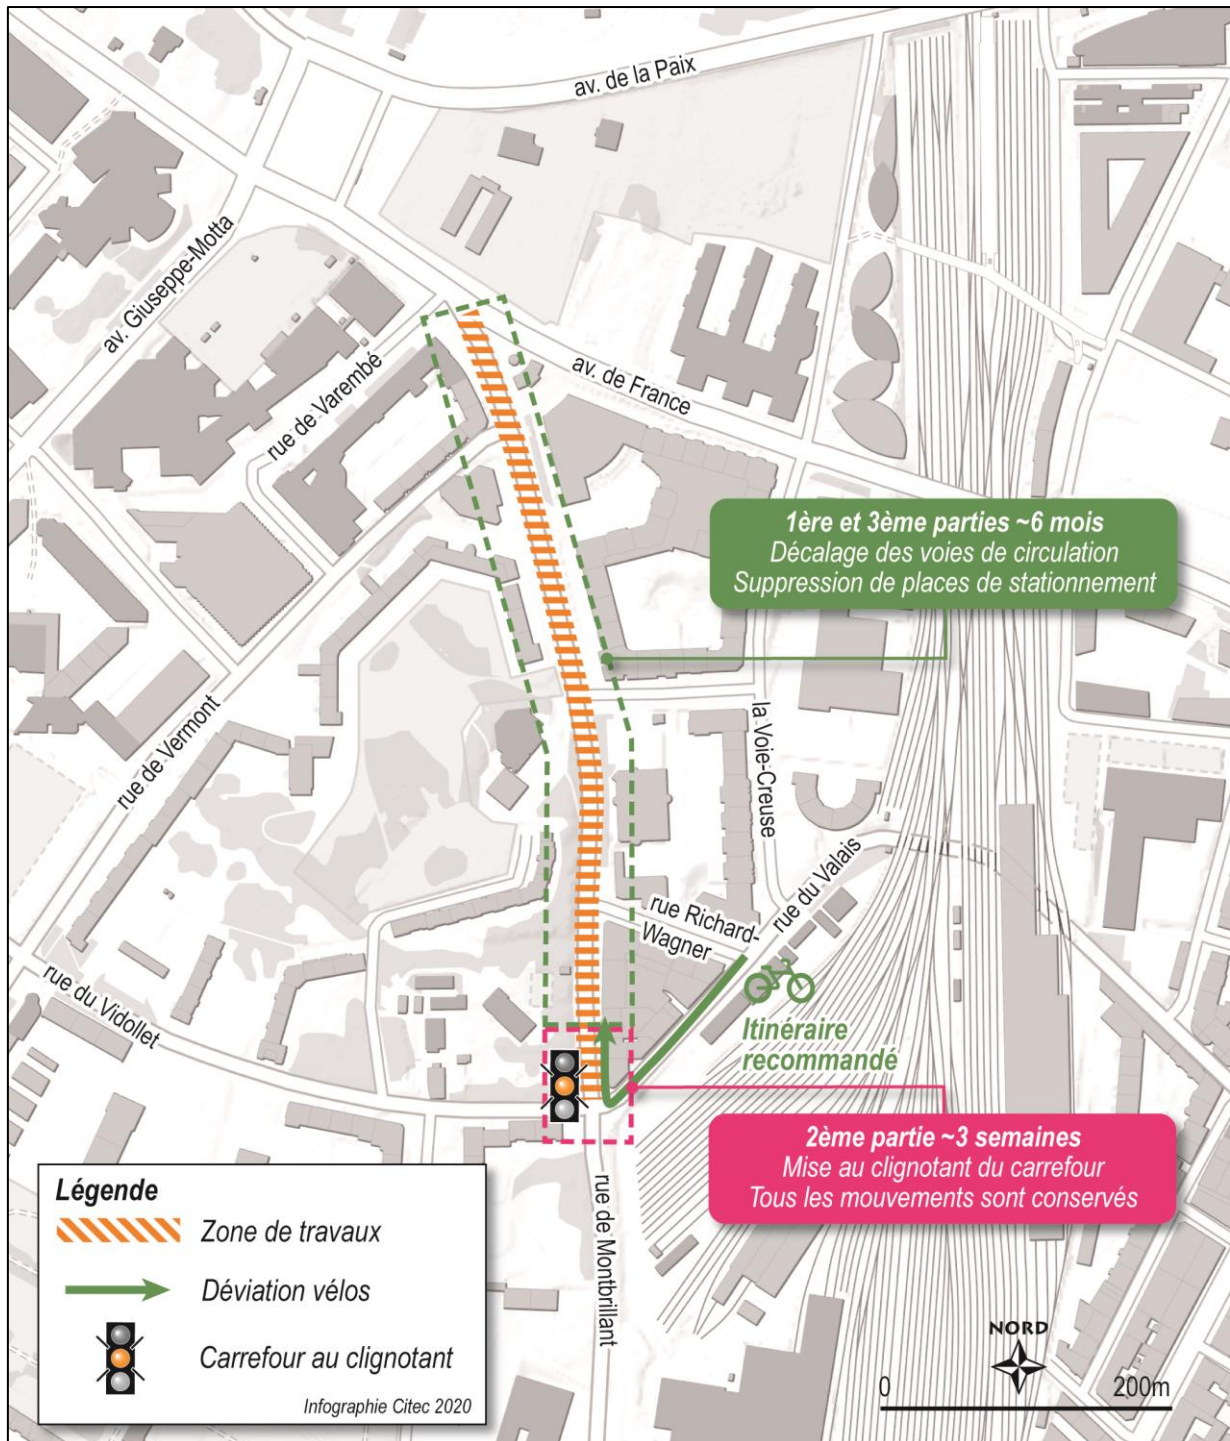 av. de la Paix
av. Giuseppe-Motta
rue de Varembé
av. de France
1ère et 3ème parties ~6 mois
Décalage des voies de circulation
Suppression de places de stationnement
rue de Vermont
la Voie-Creuse
rue du Valais
rue Richard-
Wagner
rue du Vidollet
Itinéraire
recommandé
2ème partie ~3 semaines
Mise au clignotant du carrefour
Tous les mouvements sont conservés
rue de Montbrillant
Légende
Zone de travaux
Déviation vélos
Carrefour au clignotant
Infographie Citec 2020
NORD
0 200m